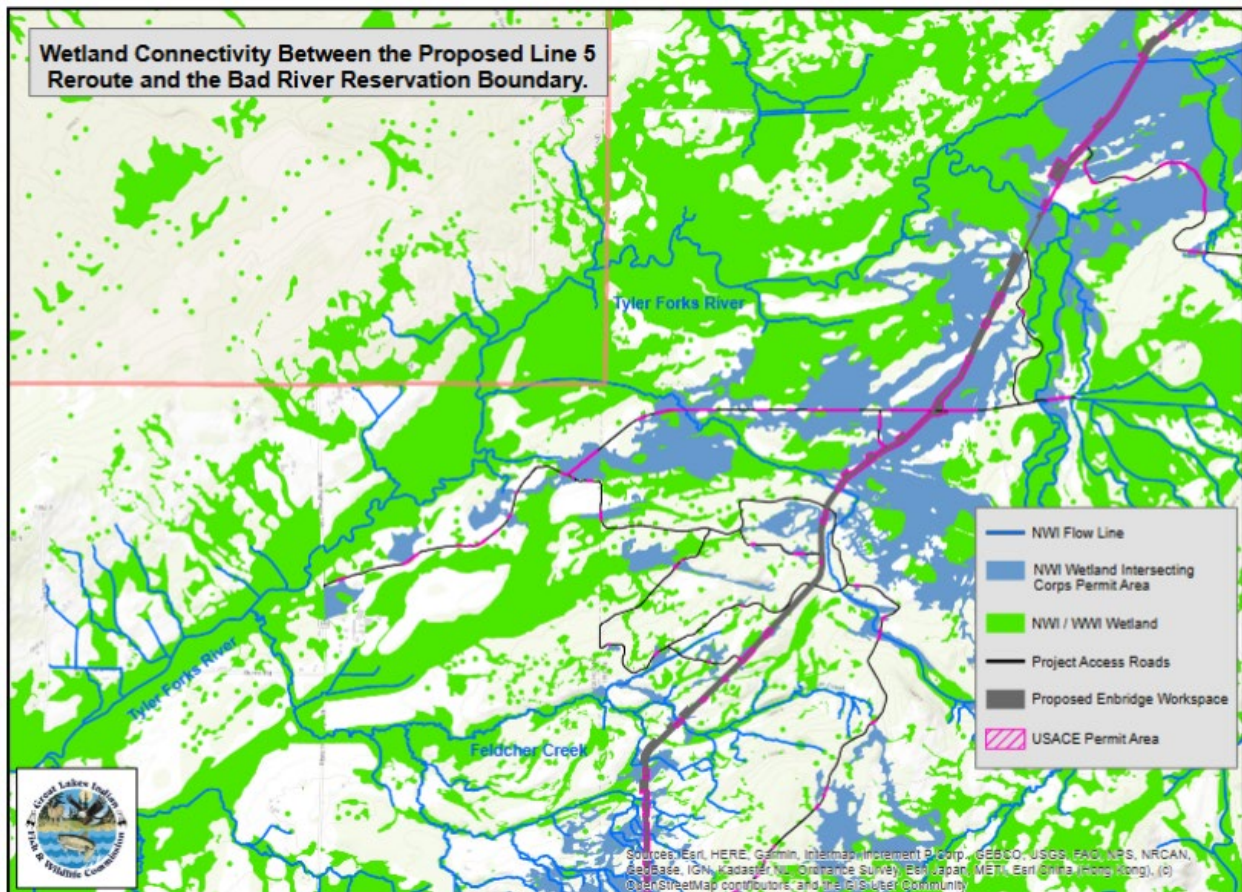 Wetland Connectivity Between the Proposed Line 5
Reroute and the Bad River Reservation Boundary.
Tyler Forks River
NWI Flow Line
NWI Wetland Intersecting
Corps Permit Area
NWI / WWI Wetland
Project Access Roads
Proposed Enbridge Workspace
USACE Permit Area
Tyler Forks River
Feldcher Creek
Great Lakes Indian
Fish & Wildlife Commission
Sources: Esri, HERE, Garmin, Intermap, increment P Corp., GEBCO, USGS, FAO, NPS, NRCAN,
GeoBase, IGN, Kadaster NL, Ordnance Survey, Esri Japan, METI, Esri China (Hong Kong), (c)
OpenStreetMap contributors, and the GIS User Community